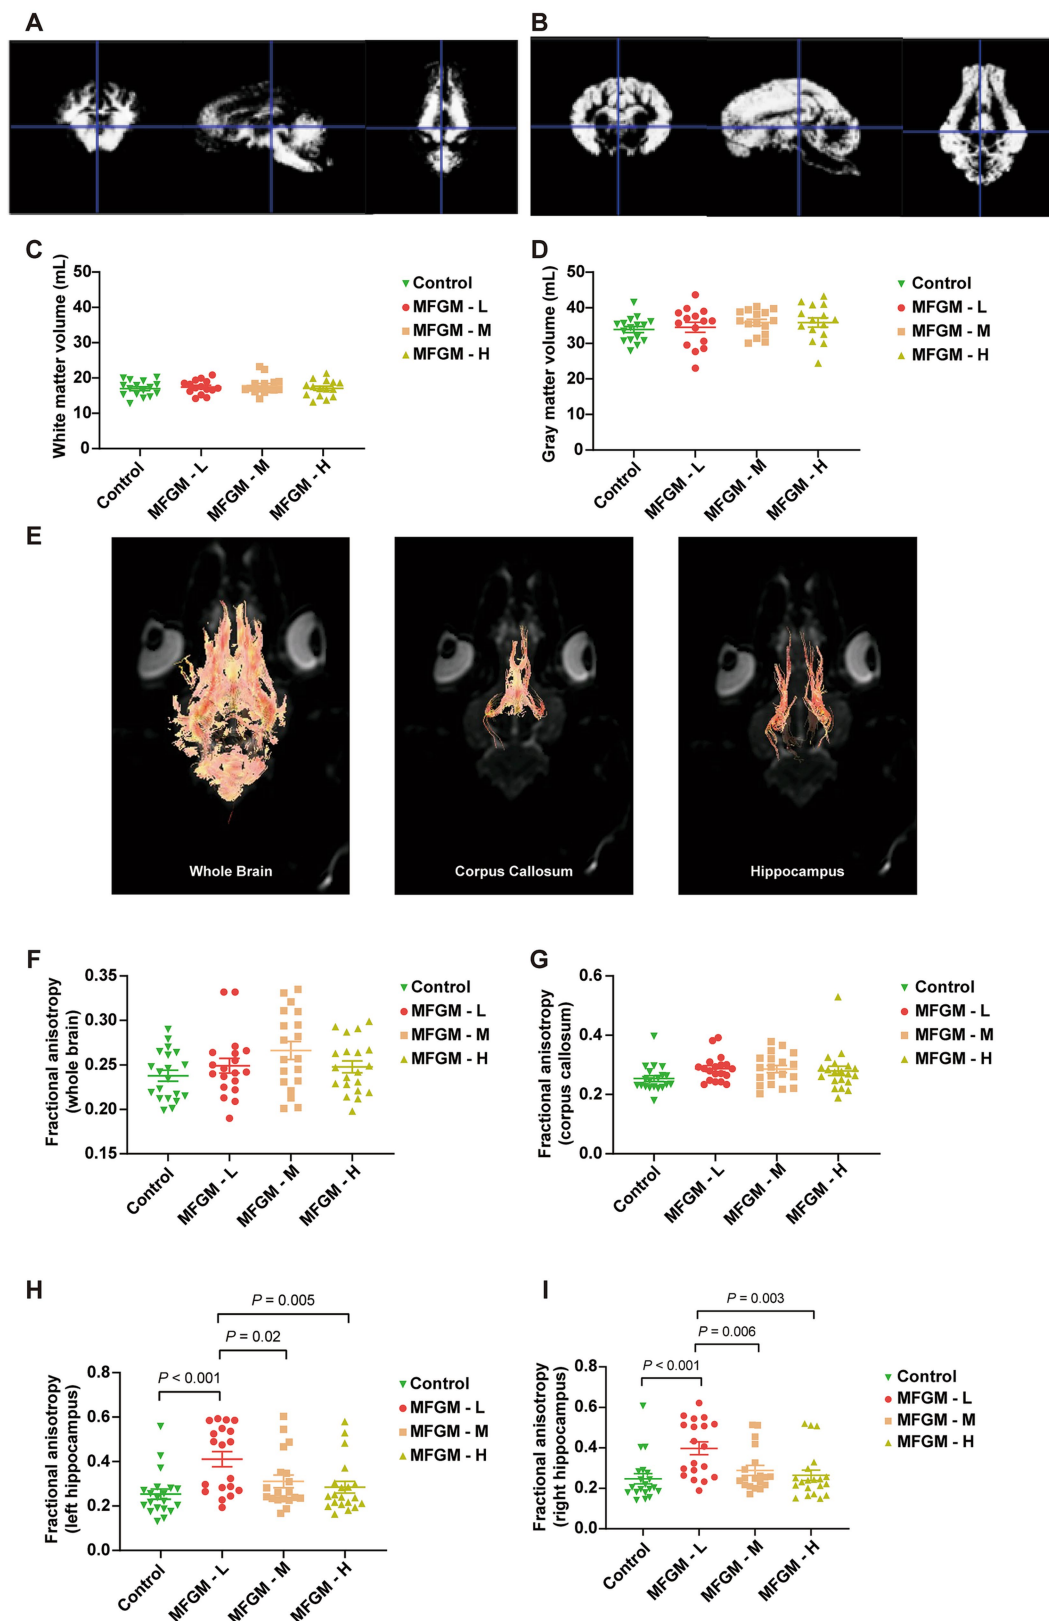 A
B
C
White matter volume (mL)
50
40
30
20
10
0
Control
MFGM - L
MFGM - M
MFGM - H
Control
MFGM - L
MFGM - M
MFGM - H
D
Gray matter volume (mL)
50
40
30
20
10
0
Control
MFGM - L
MFGM - M
MFGM - H
Control
MFGM - L
MFGM - M
MFGM - H
E
Whole Brain
Corpus Callosum
Hippocampus
F
Fractional anisotropy
(whole brain)
0.35
0.30
0.25
0.20
0.15
Control
MFGM - L
MFGM - M
MFGM - H
Control
MFGM - L
MFGM - M
MFGM - H
G
Fractional anisotropy
(corpus callosum)
0.6
0.4
0.2
0.0
Control
MFGM - L
MFGM - M
MFGM - H
Control
MFGM - L
MFGM - M
MFGM - H
H
P = 0.005
P = 0.02
P < 0.001
Fractional anisotropy
(left hippocampus)
0.8
0.6
0.4
0.2
0.0
Control
MFGM - L
MFGM - M
MFGM - H
Control
MFGM - L
MFGM - M
MFGM - H
I
P = 0.003
P = 0.006
P < 0.001
Fractional anisotropy
(right hippocampus)
0.8
0.6
0.4
0.2
0.0
Control
MFGM - L
MFGM - M
MFGM - H
Control
MFGM - L
MFGM - M
MFGM - H